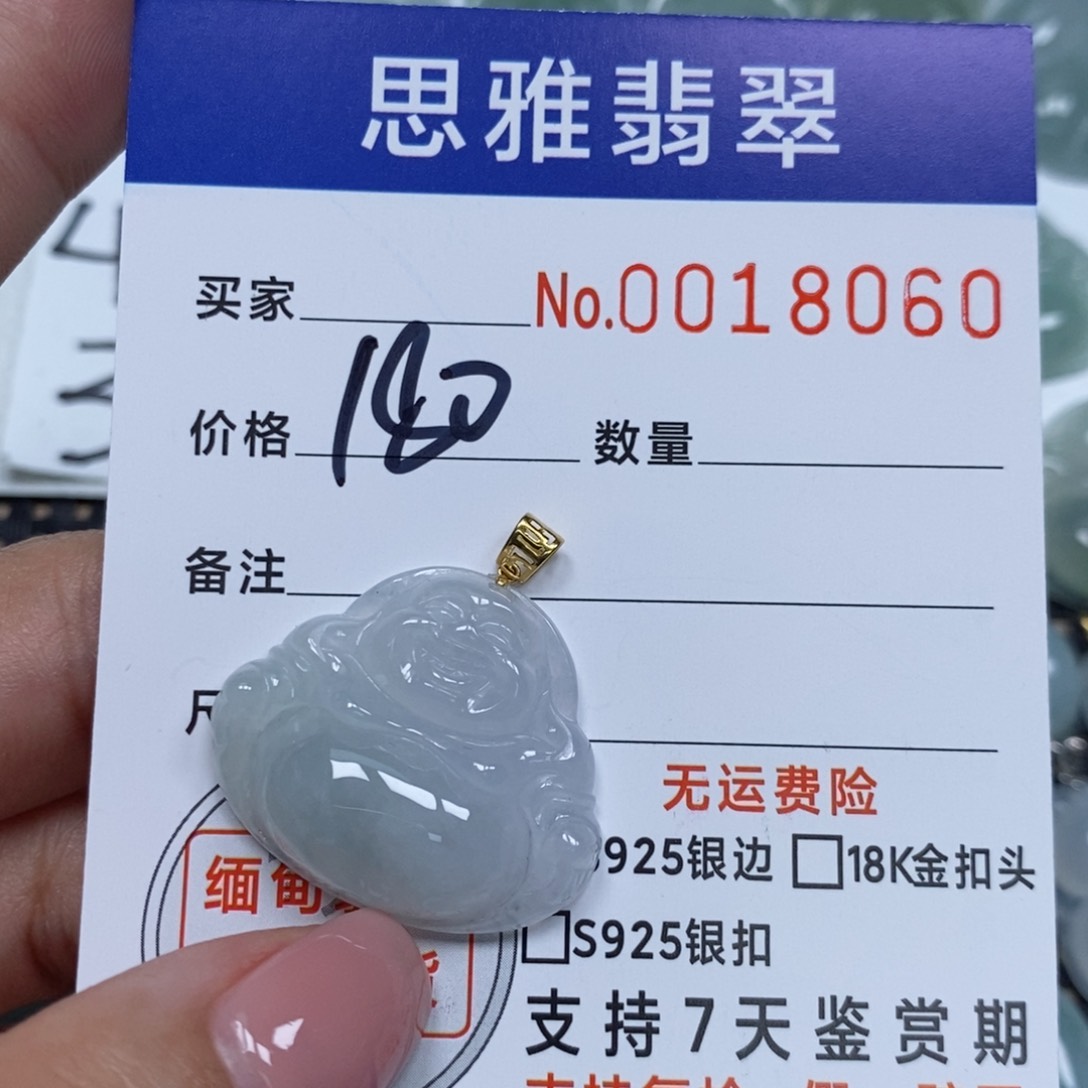 思雅翡翠
买家 No.0018060
价格 180 数量
备注
无运费险
925银边 □18K金扣头
缅甸
□S925银扣
支持7天鉴赏期